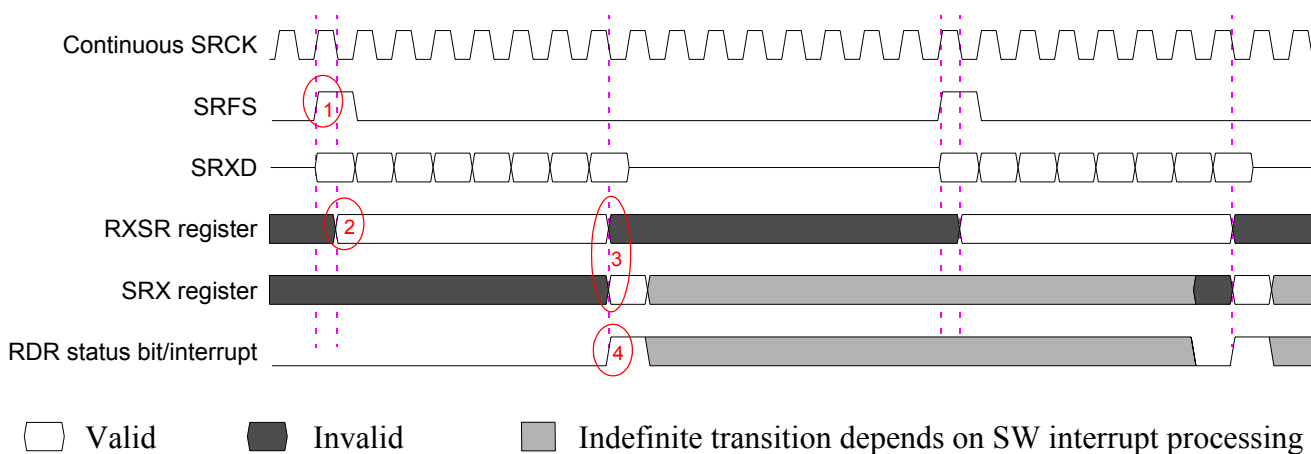 Continuous SRCK
SRFS
1
SRXD
RXSR register
2
3
SRX register
RDR status bit/interrupt
4
Valid
Invalid
Indefinite transition depends on SW interrupt processing